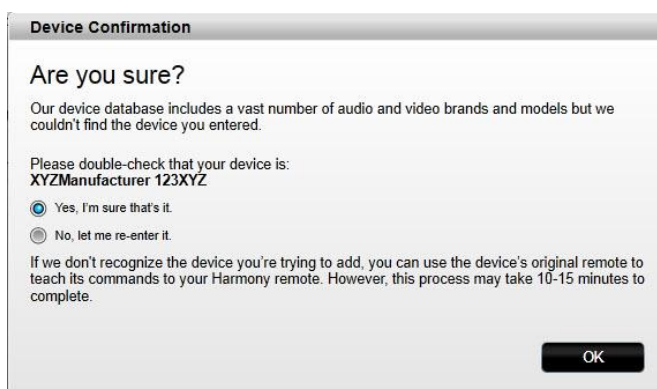 Device Confirmation
Are you sure?
Our device database includes a vast number of audio and video brands and models but we
couldn't find the device you entered.
Please double-check that your device is:
XYZManufacturer 123XYZ
Yes, I'm sure that's it.
No, let me re-enter it.
If we don't recognize the device you're trying to add, you can use the device's original remote to
teach its commands to your Harmony remote. However, this process may take 10-15 minutes to
complete.
OK